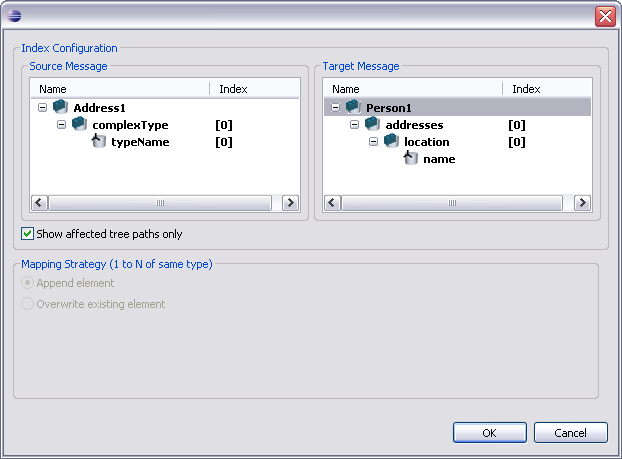 Index Configuration
Source Message
Name Index
Address1
complexType [0]
typeName [0]
Target Message
Name Index
Person1
addresses [0]
location [0]
name
Show affected tree paths only
Mapping Strategy (1 to N of same type)
Append element
Overwrite existing element
OK Cancel